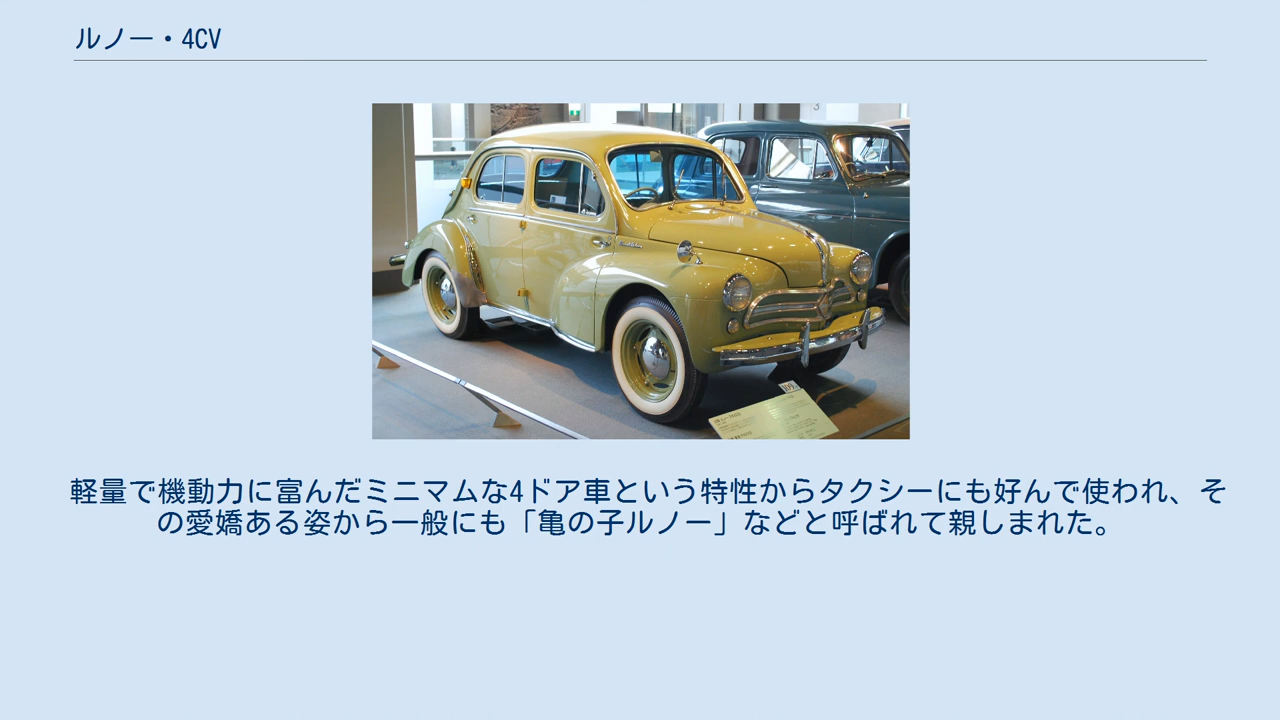 ルノー・4CV
軽量で機動力に富んだミニマムな4ドア車という特性からタクシーにも好んで使われ、そ
の愛嬌ある姿から一般にも「亀の子ルノー」などと呼ばれて親しまれた。